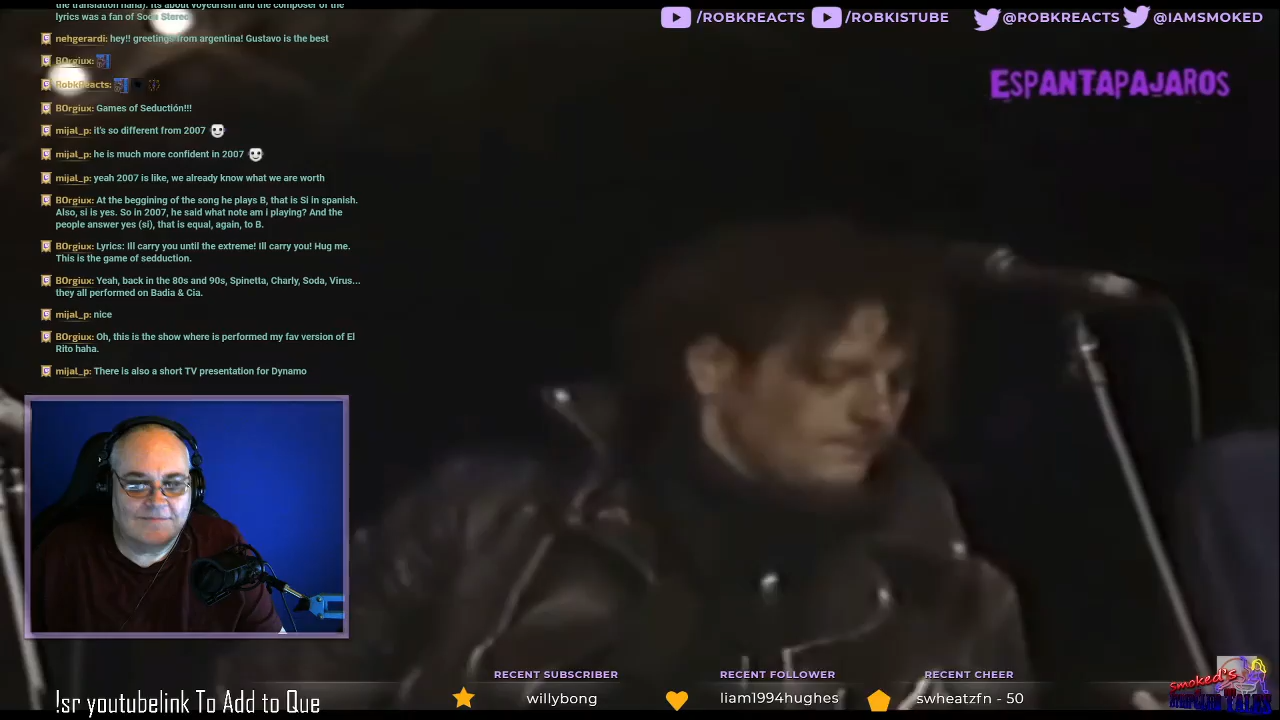 the translation haha). Its about voyeurism and the composer of the
lyrics was a fan of Soda Stereo
/ROBKREACTS /ROBKISTUBE @ROBKREACTS @IAMSMOKED
nehgerardi: hey!! greetings from argentina! Gustavo is the best
ESPANTAPAJAROS
B0rgiux:
RobkReacts:
B0rgiux: Games of Seductión!!!
mijal_p: it's so different from 2007
mijal_p: he is much more confident in 2007
mijal_p: yeah 2007 is like, we already know what we are worth
B0rgiux: At the beggining of the song he plays B, that is Si in spanish.
Also, si is yes. So in 2007, he said what note am i playing? And the
people answer yes (si), that is equal, again, to B.
B0rgiux: Lyrics: Ill carry you until the extreme! Ill carry you! Hug me.
This is the game of sedduction.
B0rgiux: Yeah, back in the 80s and 90s, Spinetta, Charly, Soda, Virus...
they all performed on Badia & Cia.
mijal_p: nice
B0rgiux: Oh, this is the show where is performed my fav version of El
Rito haha.
mijal_p: There is also a short TV presentation for Dynamo
RECENT SUBSCRIBER RECENT FOLLOWER RECENT CHEER
willybong liam1994hughes swheatzfn - 50
!sr youtubelink To Add to Que
smoked's